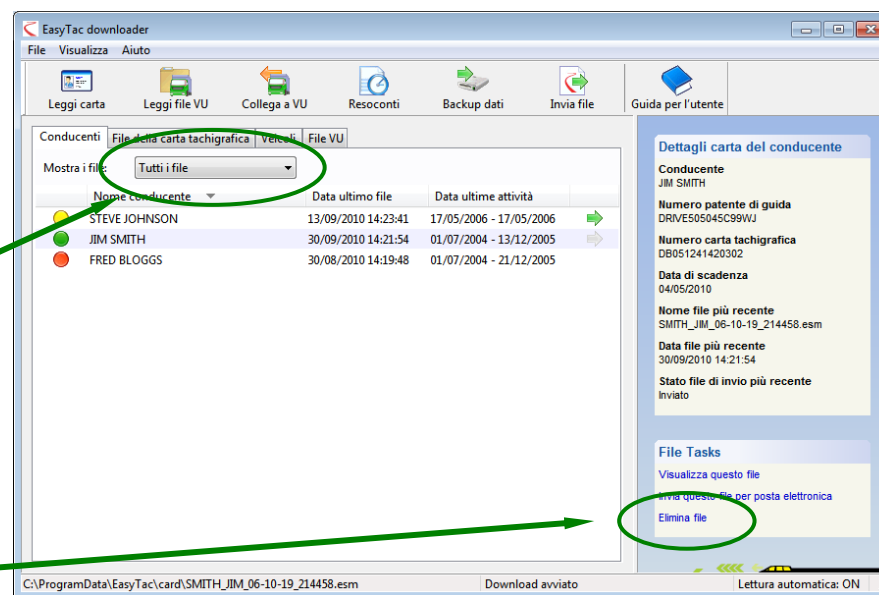 EasyTac downloader
File Visualizza Aiuto
Leggi carta Leggi file VU Collega a VU Resoconti Backup dati Invia file Guida per l'utente
Conducenti File della carta tachigrafica Veicoli File VU
Mostra i file: Tutti i file
Nome conducente Data ultimo file Data ultime attività
STEVE JOHNSON 13/09/2010 14:23:41 17/05/2006 - 17/05/2006
JIM SMITH 30/09/2010 14:21:54 01/07/2004 - 13/12/2005
FRED BLOGGS 30/08/2010 14:19:48 01/07/2004 - 21/12/2005
Dettagli carta del conducente
Conducente
JIM SMITH
Numero patente di guida
DRIVE505045C99WJ
Numero carta tachigrafica
DB051241420302
Data di scadenza
04/05/2010
Nome file più recente
SMITH_JIM_06-10-19_214458.esm
Data file più recente
30/09/2010 14:21:54
Stato file di invio più recente
Inviato
File Tasks
Visualizza questo file
Invia questo file per posta elettronica
Elimina file
C:\ProgramData\EasyTac\card\SMITH_JIM_06-10-19_214458.esm Download avviato Lettura automatica: ON